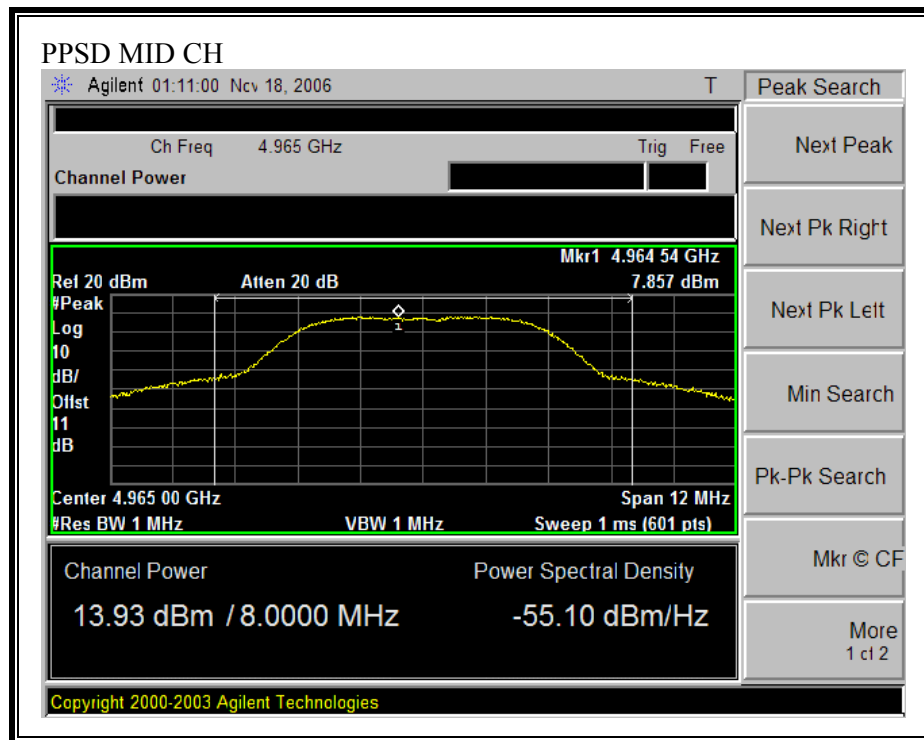 PPSD MID CH
Agilent 01:11:00 Nov 18, 2006 T
Peak Search
Ch Freq 4.965 GHz Trig Free
Channel Power
Mkr1 4.964 54 GHz
Ref 20 dBm Atten 20 dB 7.857 dBm
#Peak
Log
10
dB/
Offst
11
dB
1
Center 4.965 00 GHz Span 12 MHz
#Res BW 1 MHz VBW 1 MHz Sweep 1 ms (601 pts)
Channel Power Power Spectral Density
13.93 dBm / 8.0000 MHz -55.10 dBm/Hz
Copyright 2000-2003 Agilent Technologies
Next Peak
Next Pk Right
Next Pk Left
Min Search
Pk-Pk Search
Mkr © CF
More
1 of 2